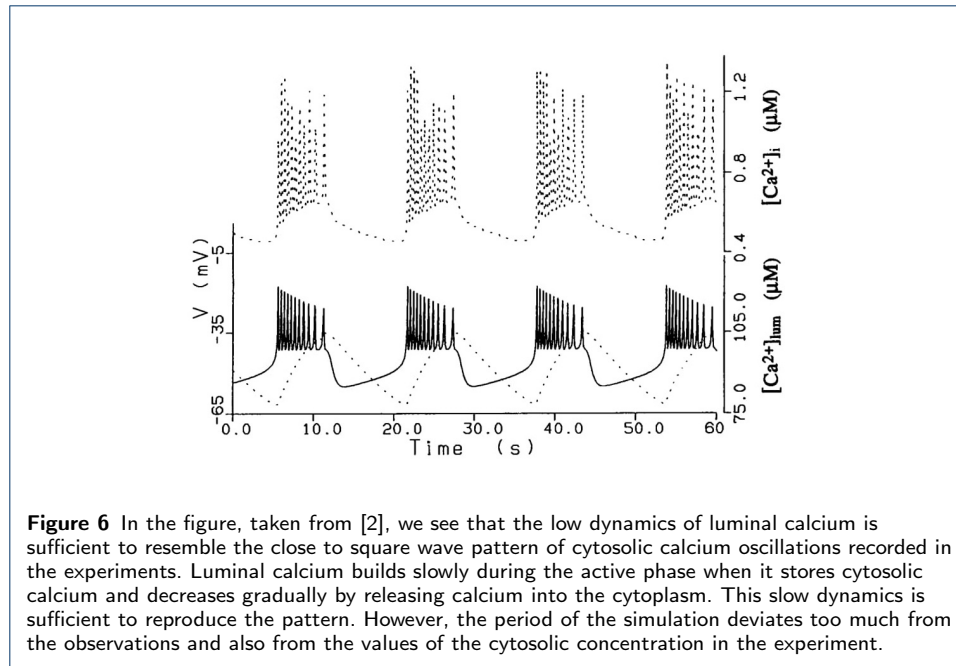 1.2
0.8
0.4
[Ca²⁺]i (μM)
-5
-35
-65
V (mV)
105.0
75.0
[Ca²⁺]lum (μM)
0.0 10.0 20.0 30.0 40.0 50.0 60
Time (s)
Figure 6 In the figure, taken from [2], we see that the low dynamics of luminal calcium is
sufficient to resemble the close to square wave pattern of cytosolic calcium oscillations recorded in
the experiments. Luminal calcium builds slowly during the active phase when it stores cytosolic
calcium and decreases gradually by releasing calcium into the cytoplasm. This slow dynamics is
sufficient to reproduce the pattern. However, the period of the simulation deviates too much from
the observations and also from the values of the cytosolic concentration in the experiment.